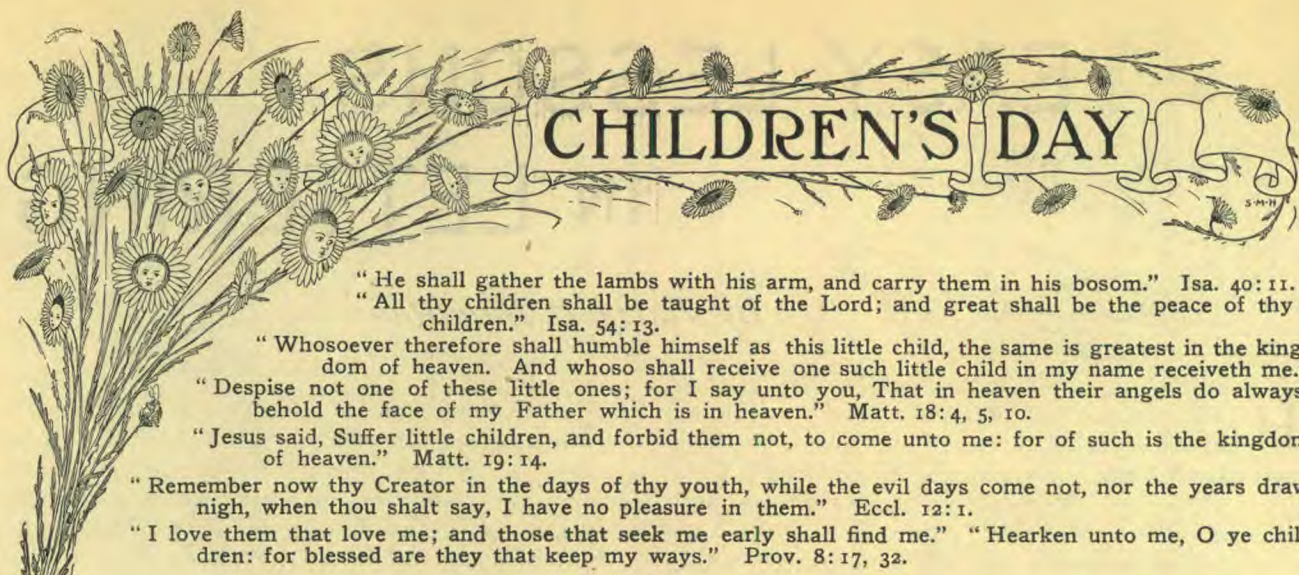 CHILDREN'S DAY
S·M·H
“He shall gather the lambs with his arm, and carry them in his bosom.” Isa. 40:11.
“All thy children shall be taught of the Lord; and great shall be the peace of thy
children.” Isa. 54:13.
“Whosoever therefore shall humble himself as this little child, the same is greatest in the king
dom of heaven. And whoso shall receive one such little child in my name receiveth me.
“Despise not one of these little ones; for I say unto you, That in heaven their angels do always
behold the face of my Father which is in heaven.” Matt. 18:4, 5, 10.
“Jesus said, Suffer little children, and forbid them not, to come unto me: for of such is the kingdom
of heaven.” Matt. 19:14.
“Remember now thy Creator in the days of thy youth, while the evil days come not, nor the years draw
nigh, when thou shalt say, I have no pleasure in them.” Eccl. 12:1.
“I love them that love me; and those that seek me early shall find me.” “Hearken unto me, O ye chil
dren: for blessed are they that keep my ways.” Prov. 8:17, 32.